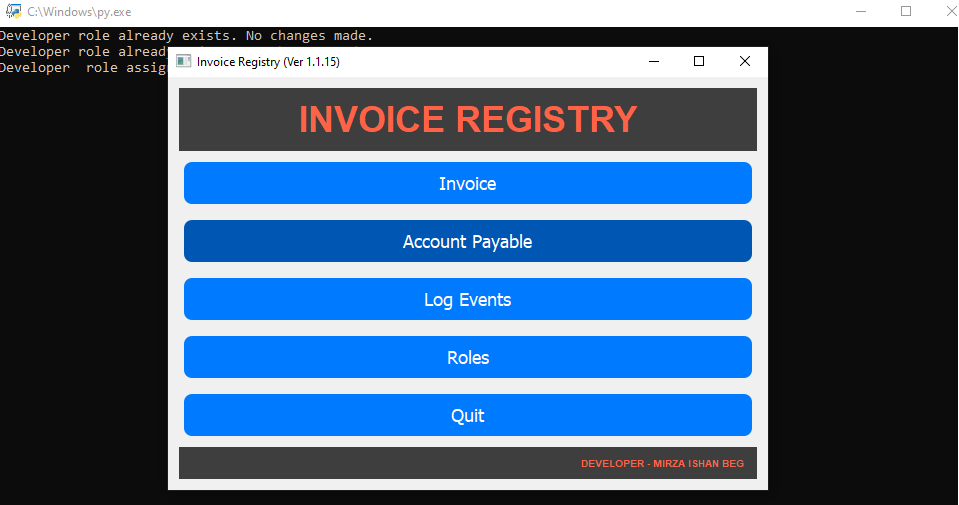 C:\Windows\py.exe
Developer role already exists. No changes made.
Developer role alread
Developer  role assig
Invoice Registry (Ver 1.1.15)
INVOICE REGISTRY
Invoice
Account Payable
Log Events
Roles
Quit
DEVELOPER - MIRZA ISHAN BEG